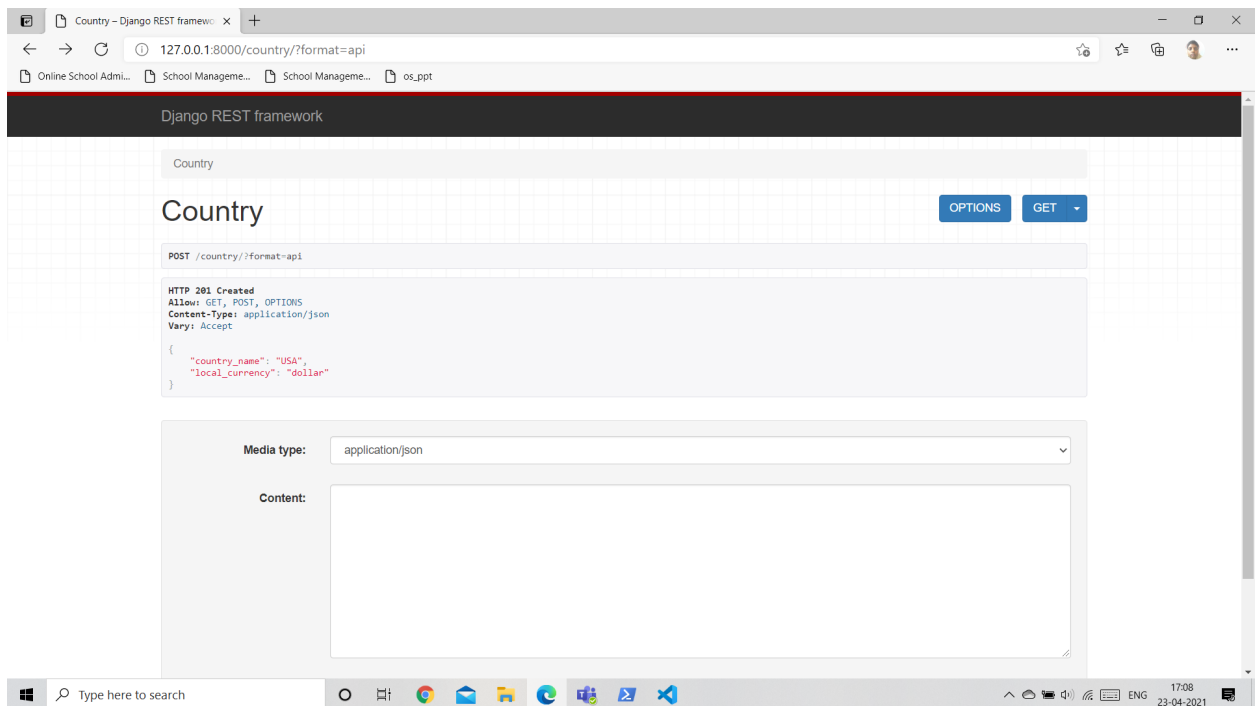 Country – Django REST framewo
127.0.0.1:8000/country/?format=api
Online School Admi...
School Manageme...
School Manageme...
os_ppt
Django REST framework
Country
Country
OPTIONS
GET
POST /country/?format=api
HTTP 201 Created
Allow: GET, POST, OPTIONS
Content-Type: application/json
Vary: Accept
{
"country_name": "USA",
"local_currency": "dollar"
}
Media type:
application/json
Content:
Type here to search
ENG
17:08
23-04-2021